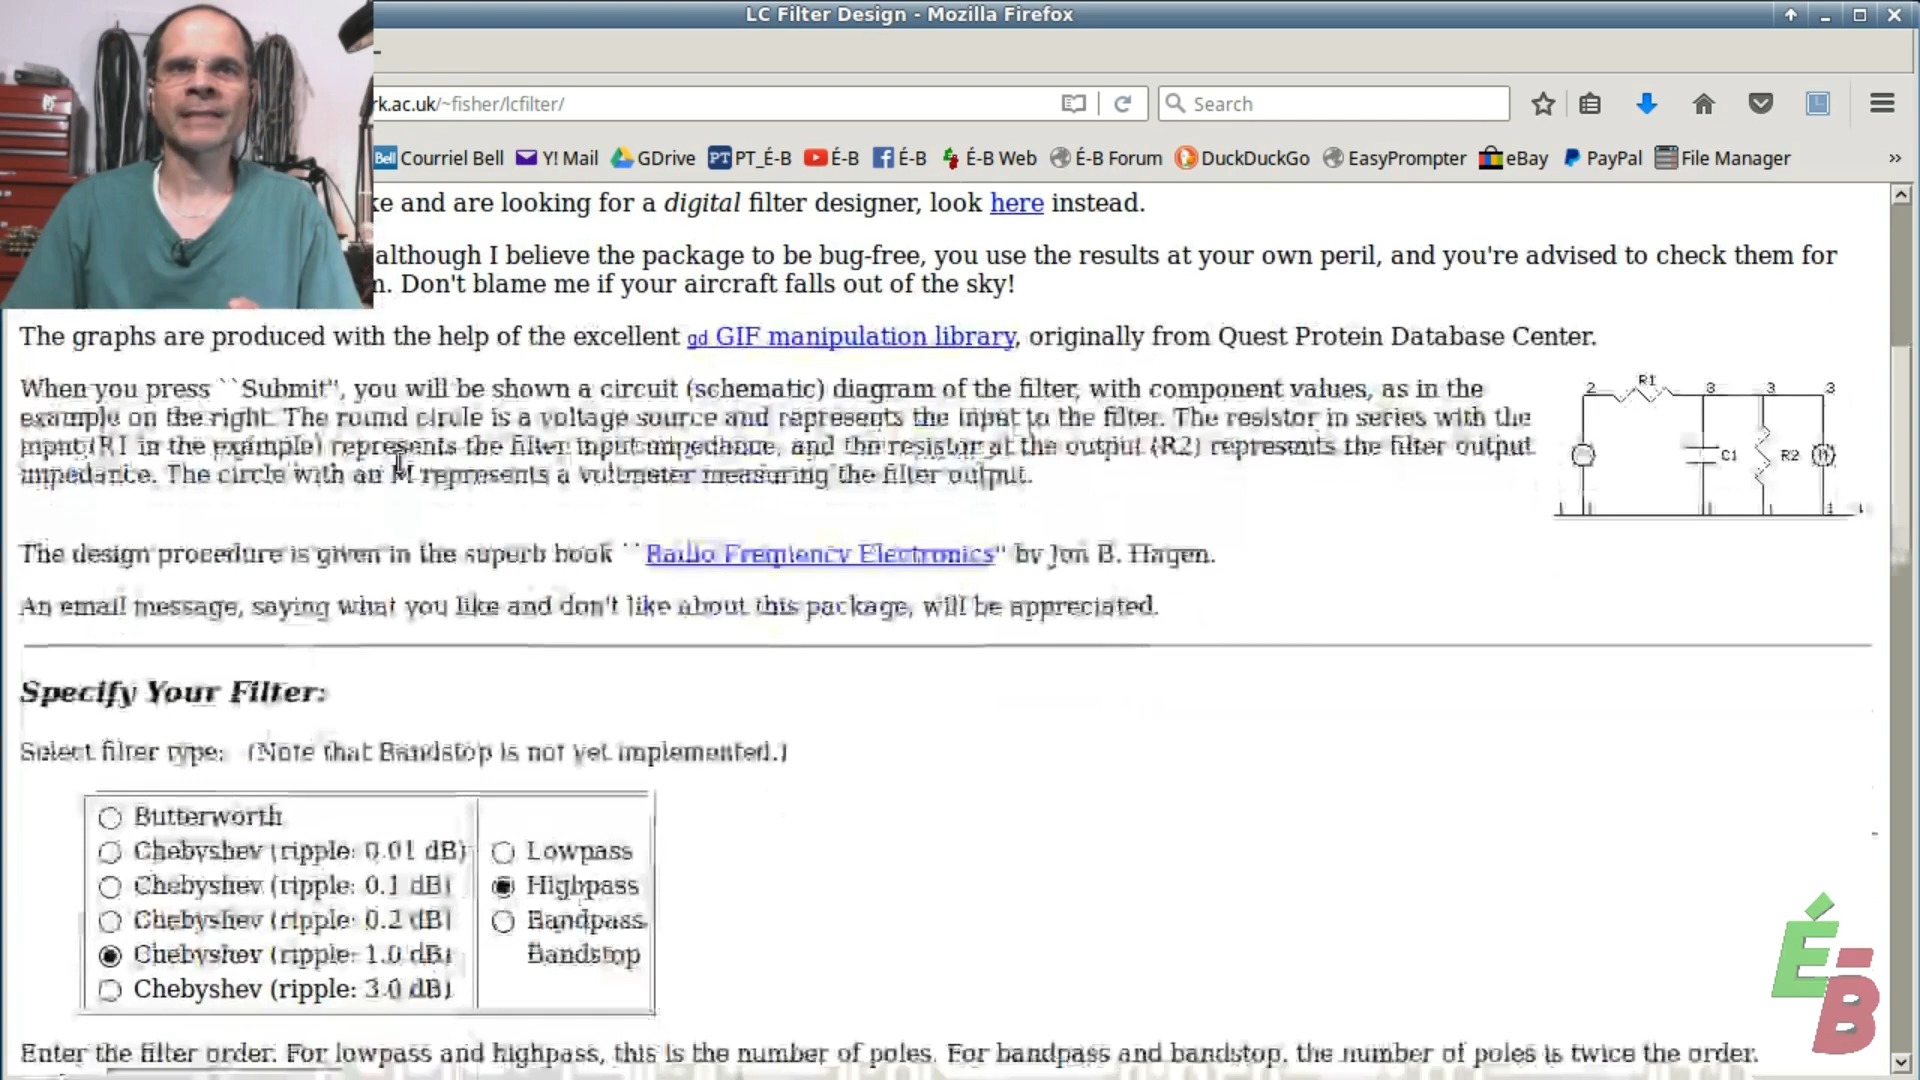 LC Filter Design - Mozilla Firefox
rk.ac.uk/~fisher/lcfilter/
Search
Bell Courriel Bell Y! Mail GDrive PT PT_É-B É-B É-B É-B Web É-B Forum DuckDuckGo EasyPrompter eBay PayPal File Manager »
ke and are looking for a digital filter designer, look here instead.
although I believe the package to be bug-free, you use the results at your own peril, and you're advised to check them for
n. Don't blame me if your aircraft falls out of the sky!
The graphs are produced with the help of the excellent gd GIF manipulation library, originally from Quest Protein Database Center.
When you press ``Submit'', you will be shown a circuit (schematic) diagram of the filter, with component values, as in the
example on the right. The round circle is a voltage source and represents the input to the filter. The resistor in series with the
input (R1 in the example) represents the filter input impedance, and the resistor at the output (R2) represents the filter output
impedance. The circle with an M represents a voltmeter measuring the filter output.
2 R1 3 3 3
C1 R2 M
The design procedure is given in the superb book ``Radio Frequency Electronics'' by Jon B. Hagen.
An email message, saying what you like and don't like about this package, will be appreciated.
Specify Your Filter:
Select filter type: (Note that Bandstop is not yet implemented.)
Butterworth
Chebyshev (ripple: 0.01 dB) Lowpass
Chebyshev (ripple: 0.1 dB) Highpass
Chebyshev (ripple: 0.2 dB) Bandpass
Chebyshev (ripple: 1.0 dB) Bandstop
Chebyshev (ripple: 3.0 dB)
Enter the filter order. For lowpass and highpass, this is the number of poles. For bandpass and bandstop, the number of poles is twice the order.
É-B